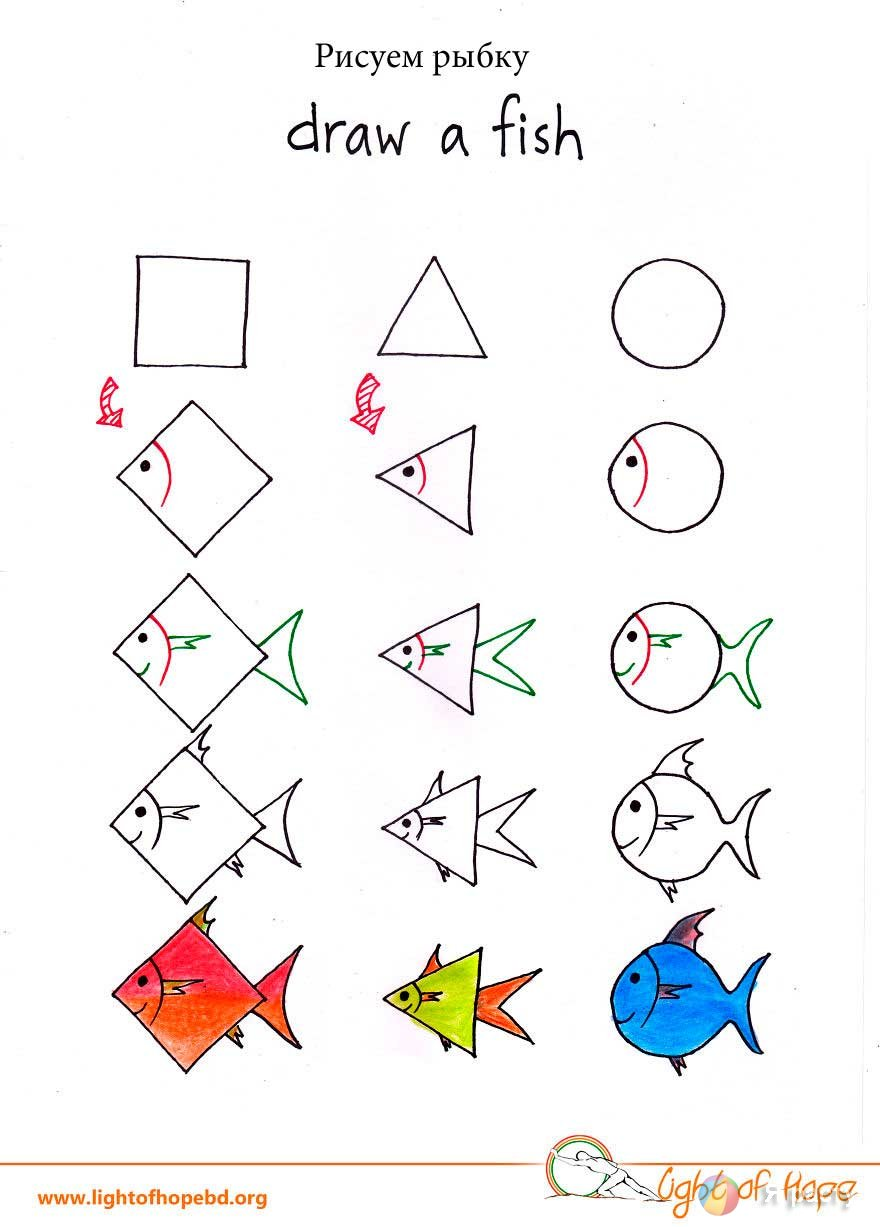 Рисуем рыбку
draw a fish
www.lightofhopebd.org
Light of Hope